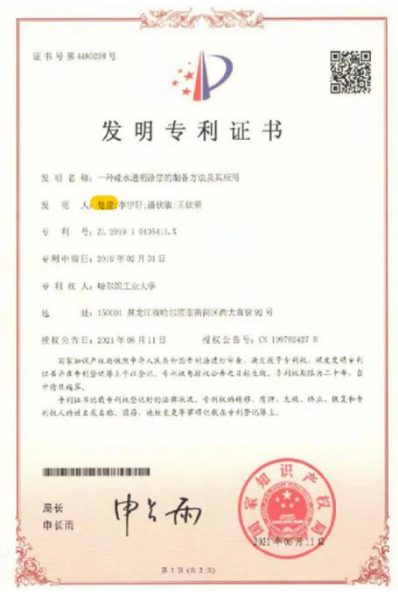 证书号第4480238号
发明专利证书
发明名称：一种疏水透明涂层的制备方法及其应用
发明人：李宇轩;潘钦敏;王欣荣
专利号：ZL 2019 1 0103641
专利申请日：2019年02月01日
专利权人：哈尔滨工业大学
地址：150001 黑龙江省哈尔滨市南岗区西大直街92号
授权公告日：2021年06月11日 授权公告号：CN 109762427 B
国家知识产权局依照中华人民共和国专利法进行审查，决定授予专利权，颁发发明专利
证书并在专利登记簿上予以登记。专利权自授权公告之日起生效。专利权期限为二十年，自
申请日起算。
专利证书记载专利权登记时的法律状况。专利权的转移、质押、无效、终止、恢复和专
利权人的姓名或名称、国籍、地址变更等事项记载在专利登记簿上。
局长
申长雨
申长雨
国家知识产权局
2021年06月11日
第1页(共2页)